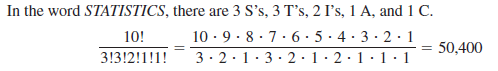 In the word STATISTICS, there are 3 S's, 3 T's, 2 I's, 1 A, and 1 C.
10! / 3!3!2!1!1! = 10 · 9 · 8 · 7 · 6 · 5 · 4 · 3 · 2 · 1 / 3 · 2 · 1 · 3 · 2 · 1 · 2 · 1 · 1 · 1 = 50,400